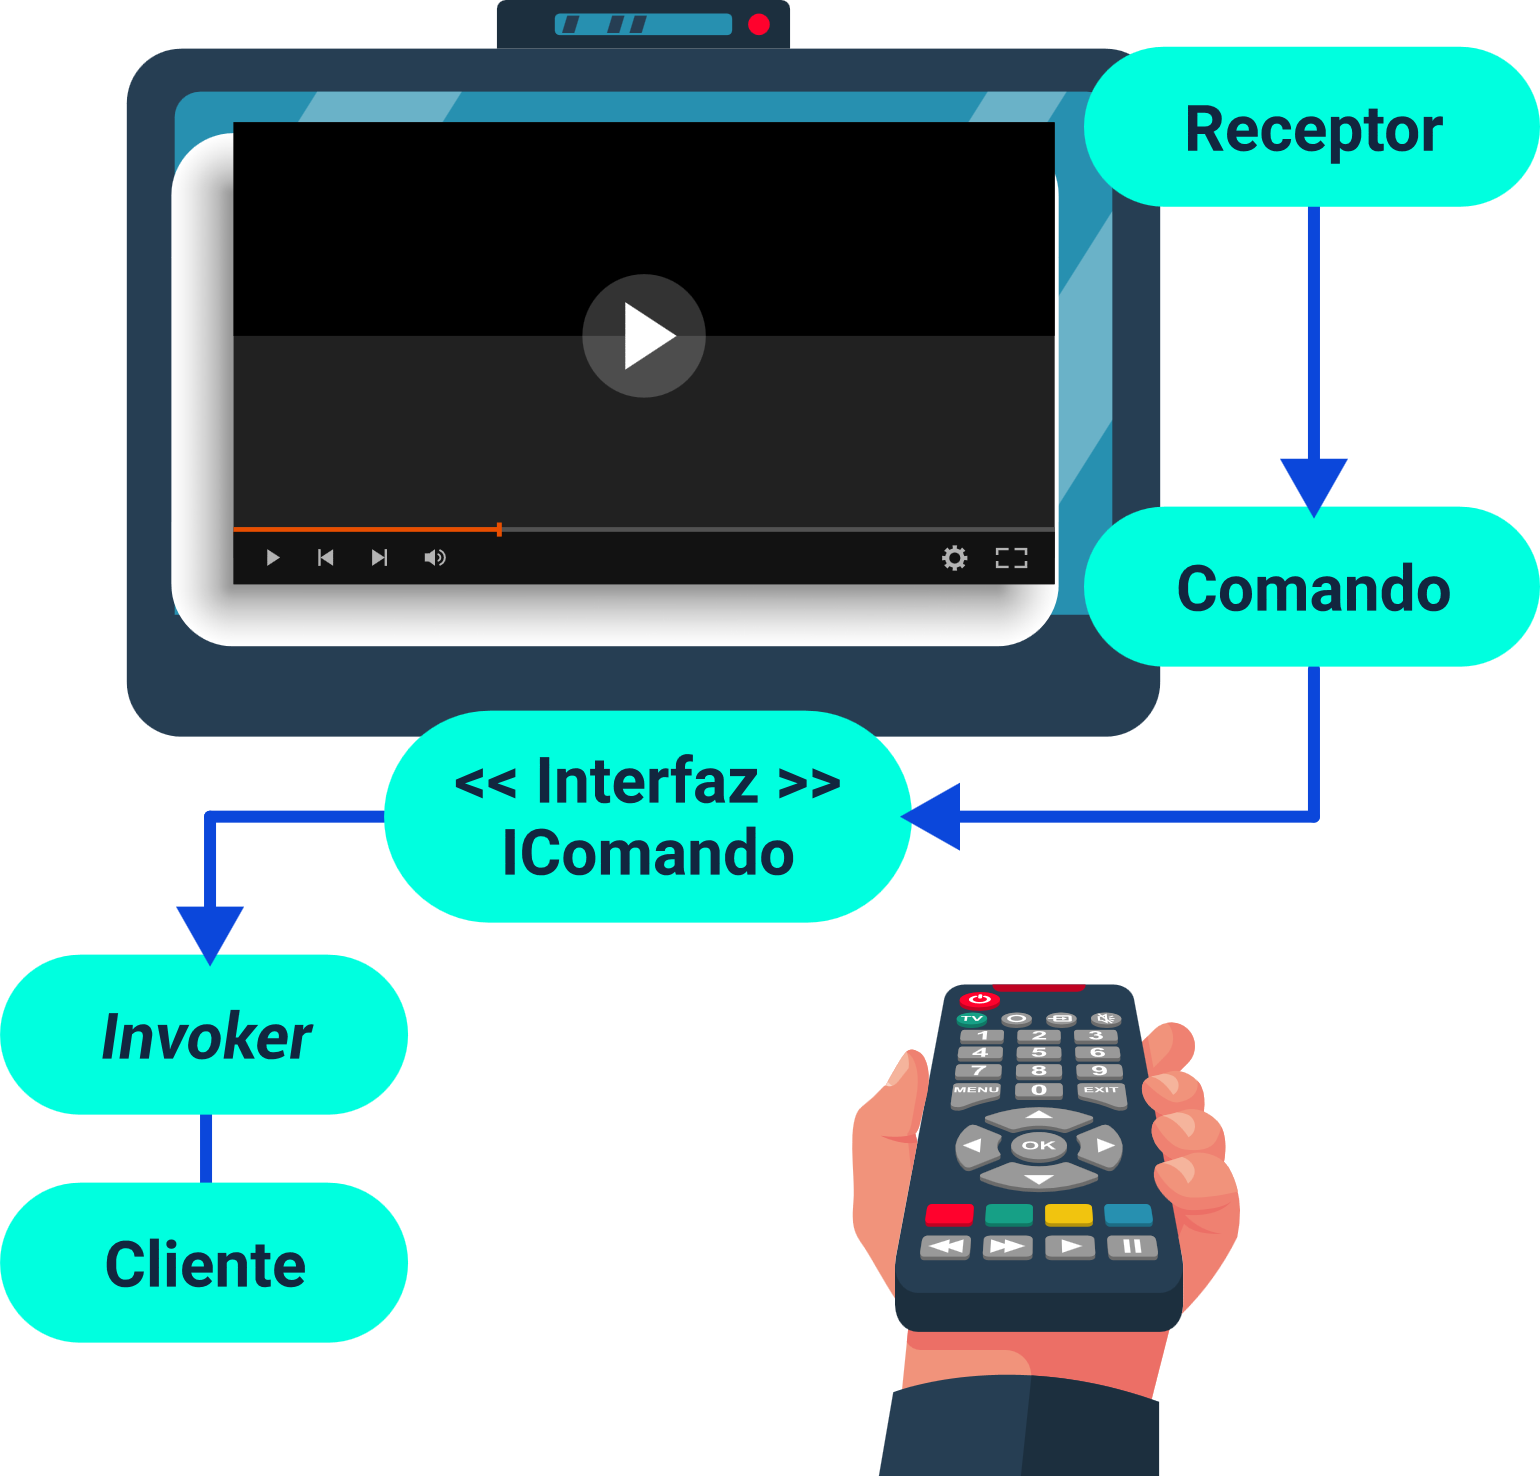 Receptor
Comando
<< Interfaz >>
IComando
Invoker
Cliente
TV
1 2 3
4 5 6
7 8 9
MENU 0 EXIT
OK